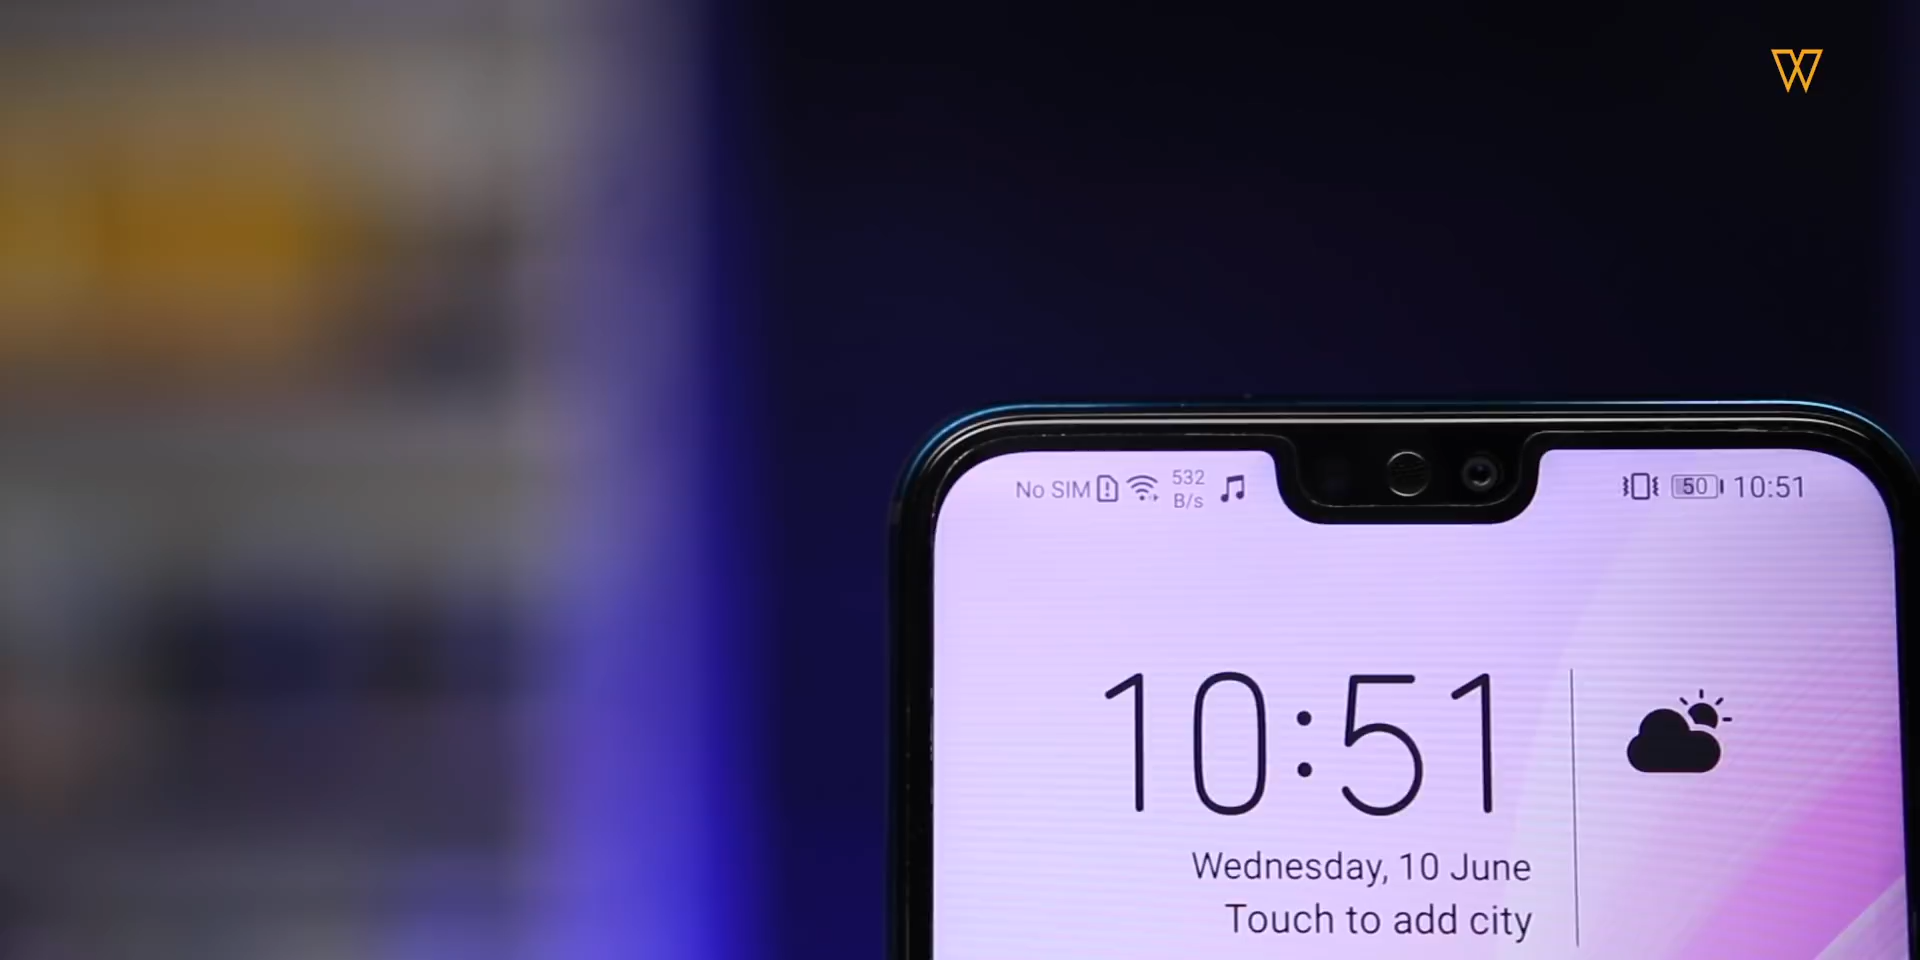 W
No SIM
532
B/s
50
10:51
10:51
Wednesday, 10 June
Touch to add city